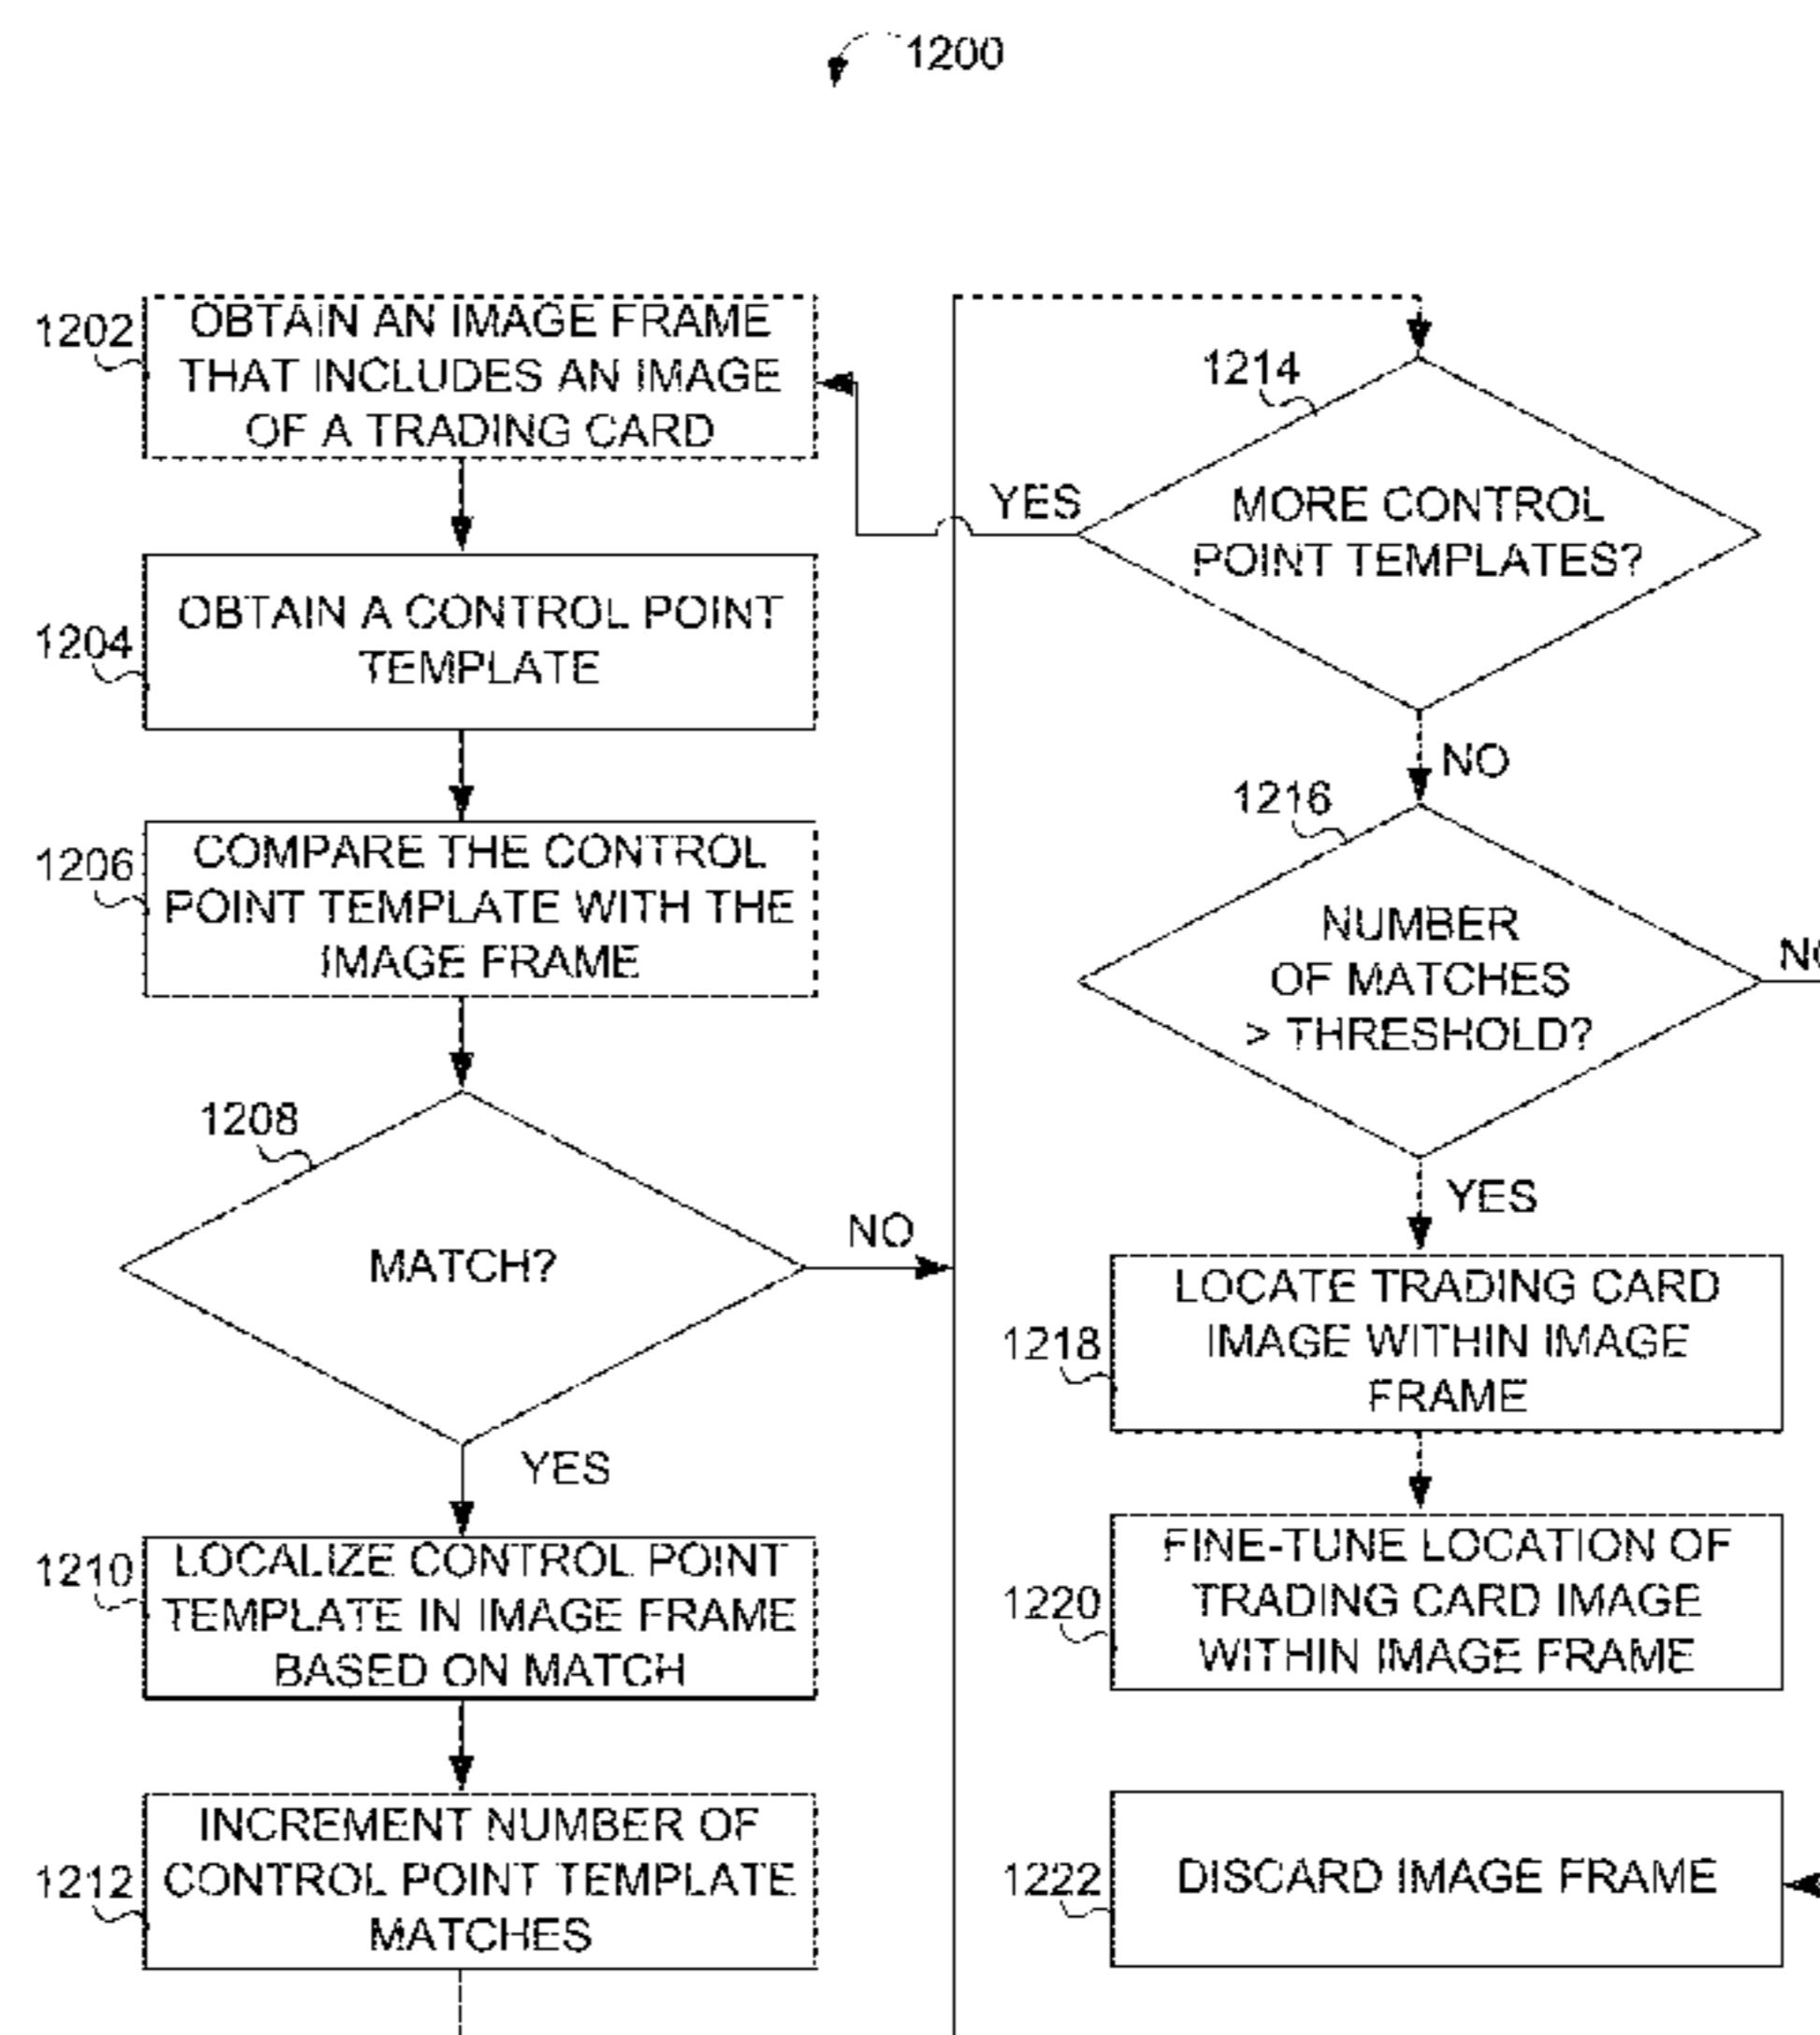 1200
1202
OBTAIN AN IMAGE FRAME
THAT INCLUDES AN IMAGE
OF A TRADING CARD
1204
OBTAIN A CONTROL POINT
TEMPLATE
1206
COMPARE THE CONTROL
POINT TEMPLATE WITH THE
IMAGE FRAME
1208
MATCH?
NO
YES
1210
LOCALIZE CONTROL POINT
TEMPLATE IN IMAGE FRAME
BASED ON MATCH
1212
INCREMENT NUMBER OF
CONTROL POINT TEMPLATE
MATCHES
1214
MORE CONTROL
POINT TEMPLATES?
YES
NO
1216
NUMBER
OF MATCHES
> THRESHOLD?
YES
1218
LOCATE TRADING CARD
IMAGE WITHIN IMAGE
FRAME
1220
FINE-TUNE LOCATION OF
TRADING CARD IMAGE
WITHIN IMAGE FRAME
1222
DISCARD IMAGE FRAME